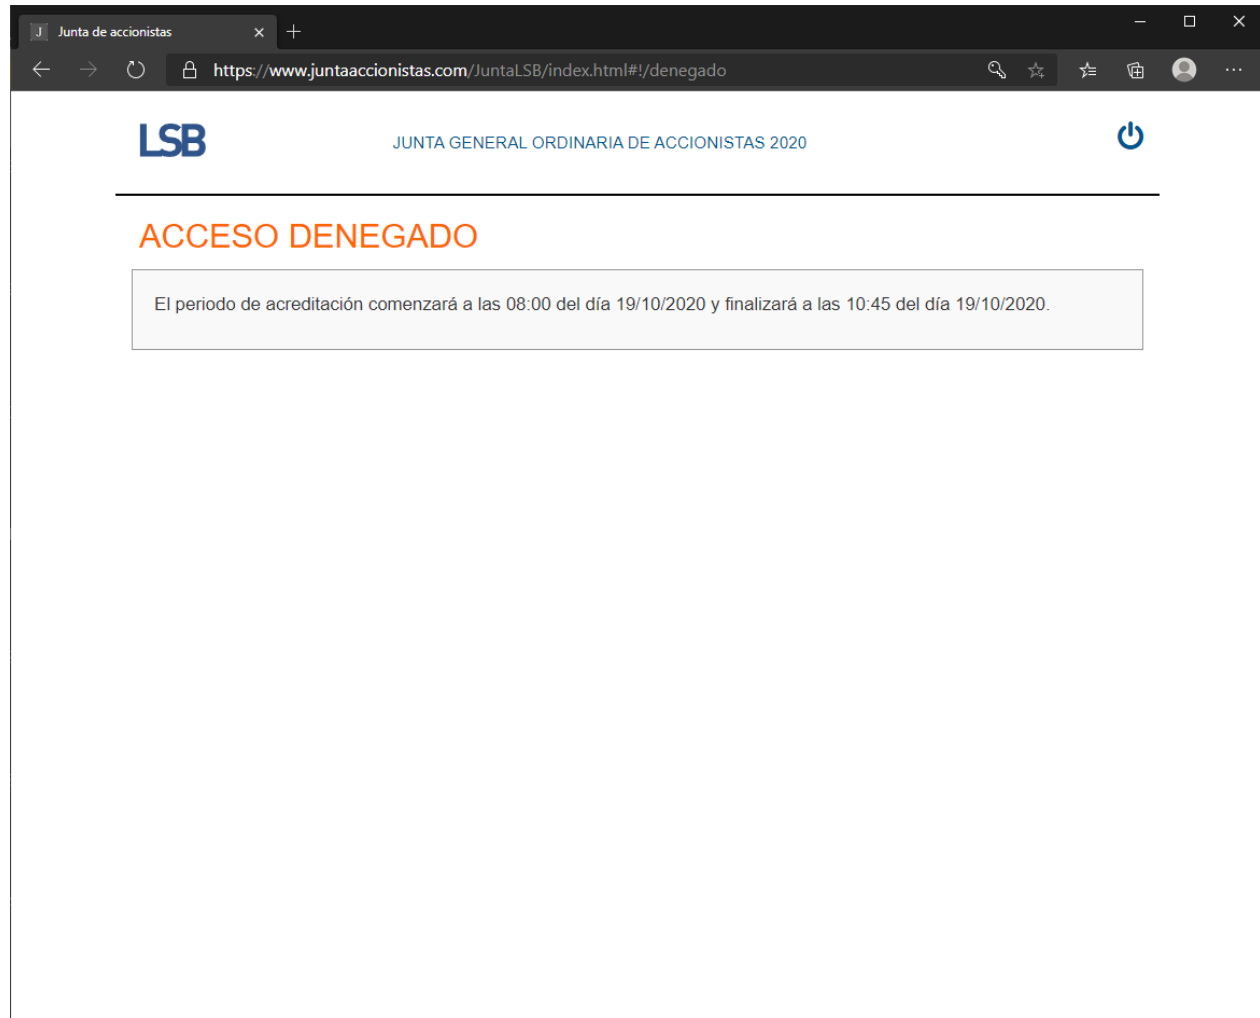 J Junta de accionistas
https://www.juntaaccionistas.com/JuntaLSB/index.html#!/denegado
LSB
JUNTA GENERAL ORDINARIA DE ACCIONISTAS 2020
ACCESO DENEGADO
El periodo de acreditación comenzará a las 08:00 del día 19/10/2020 y finalizará a las 10:45 del día 19/10/2020.